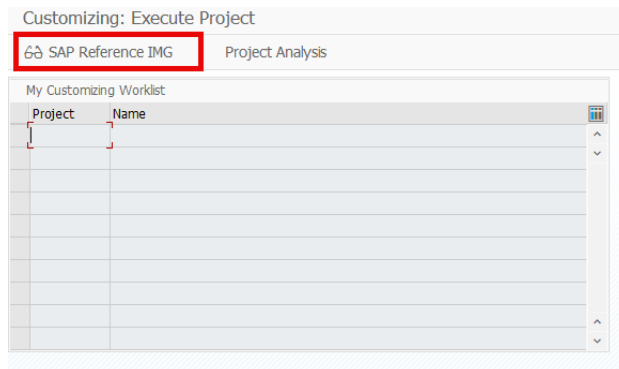 Customizing: Execute Project
SAP Reference IMG Project Analysis
My Customizing Worklist
Project Name